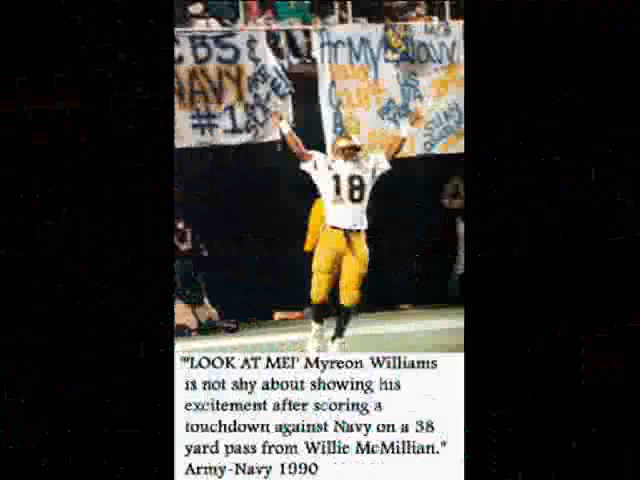 CBS &
NAVY
#1
Army Navy
18
"'LOOK AT ME!' Myreon Williams
is not shy about showing his
excitement after scoring a
touchdown against Navy on a 38
yard pass from Willie McMillian."
Army-Navy 1990